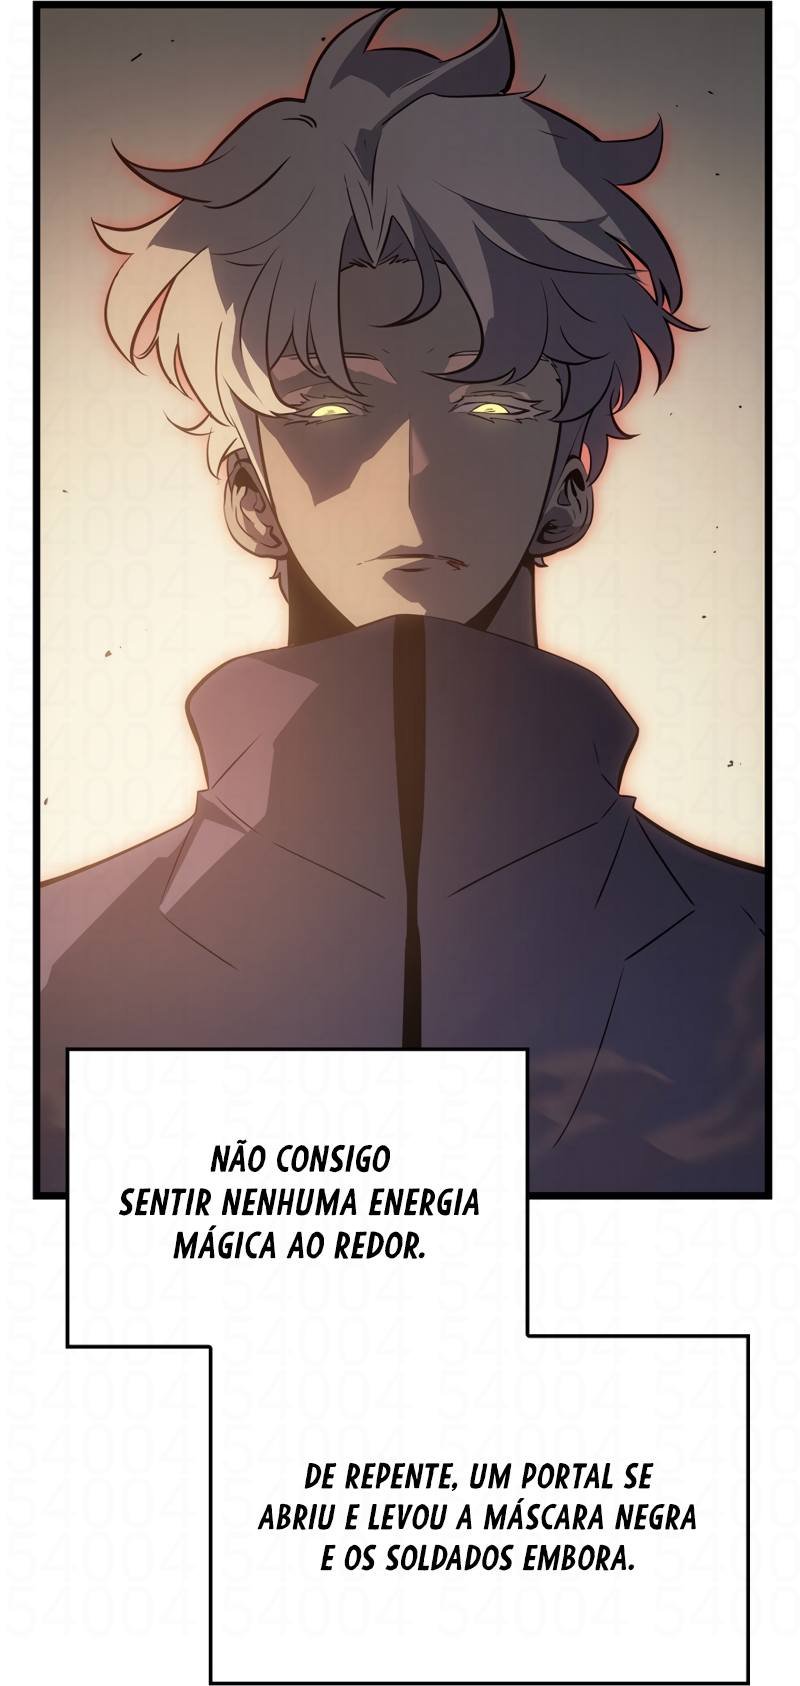 NÃO CONSIGO
SENTIR NENHUMA ENERGIA
MÁGICA AO REDOR.
DE REPENTE, UM PORTAL SE
ABRIU E LEVOU A MÁSCARA NEGRA
E OS SOLDADOS EMBORA.